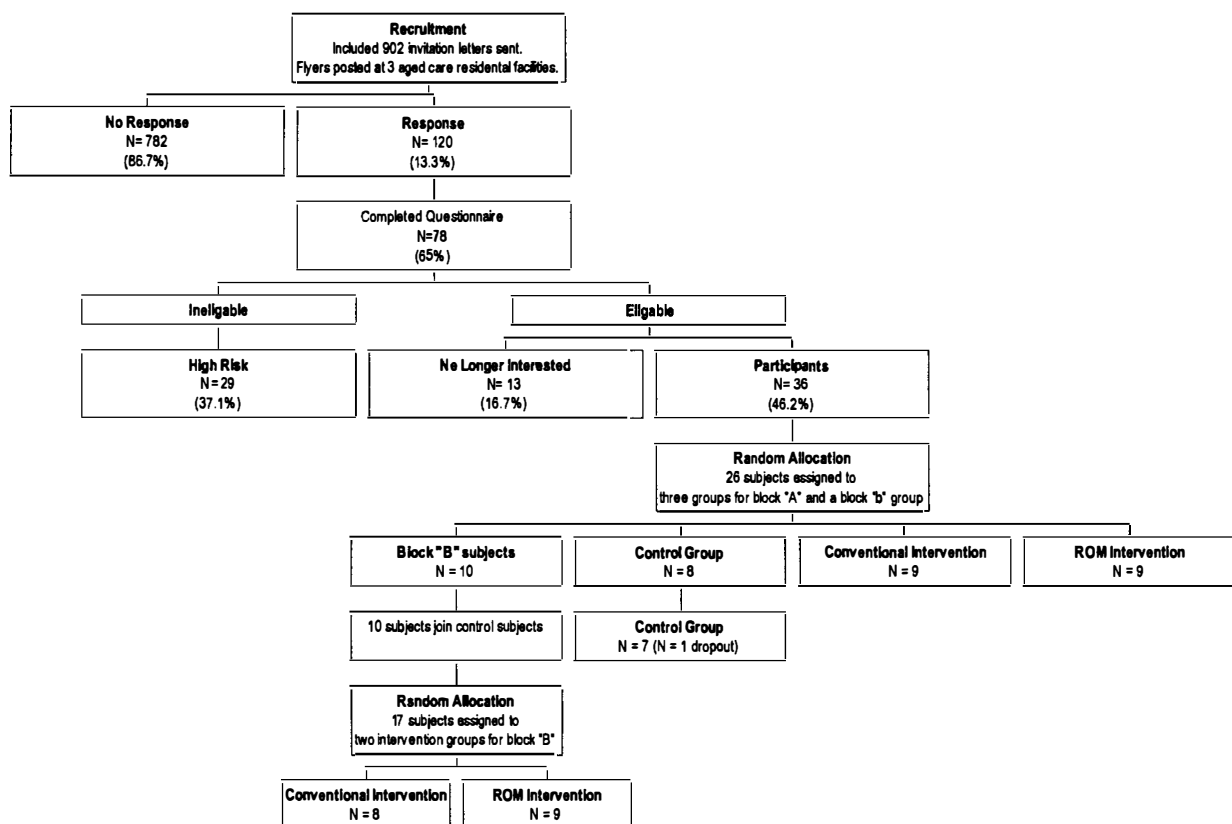 Recruitment
Included 902 invitation letters sent.
Flyers posted at 3 aged care residental facilities.
No Response
N= 782
(86.7%)
Response
N= 120
(13.3%)
Completed Questionnaire
N=78
(65%)
Ineligable
Eligable
High Risk
N = 29
(37.1%)
Ne Longer Interested
N= 13
(16.7%)
Participants
N = 36
(46.2%)
Random Allocation
26 subjects assigned to
three groups for block "A" and a block "b" group
Block "B" subjects
N = 10
Control Group
N = 8
Conventional Intervention
N = 9
ROM Intervention
N = 9
10 subjects join control subjects
Control Group
N = 7 (N = 1 dropout)
Random Allocation
17 subjects assigned to
two intervention groups for block "B"
Conventional Intervention
N = 8
ROM Intervention
N = 9